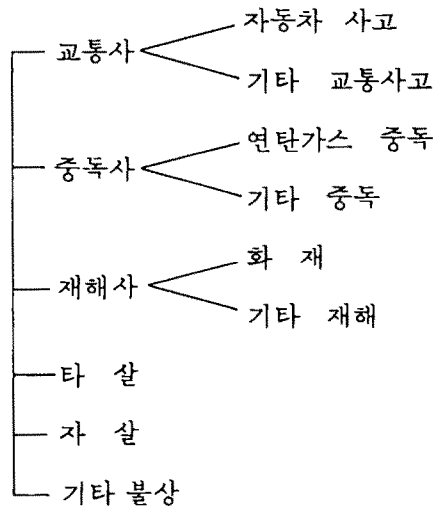 자동차 사고
교통사
기타 교통사고
연탄가스 중독
중독사
기타 중독
화 재
재해사
기타 재해
타 살
자 살
기타 불상